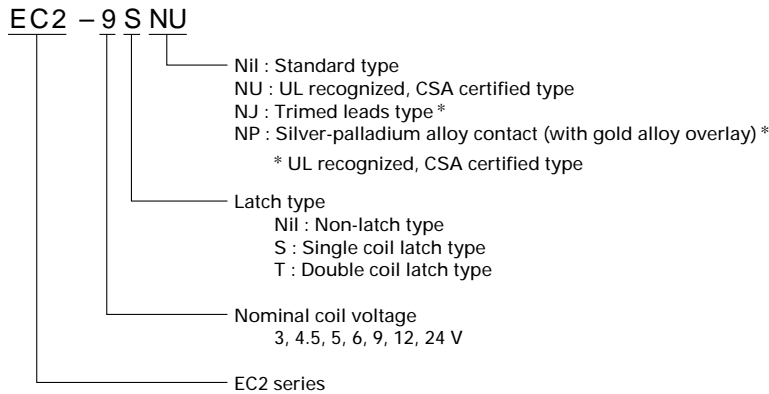 EC2 – 9 S NU
Nil : Standard type
NU : UL recognized, CSA certified type
NJ : Trimed leads type *
NP : Silver-palladium alloy contact (with gold alloy overlay) *
* UL recognized, CSA certified type
Latch type
Nil : Non-latch type
S : Single coil latch type
T : Double coil latch type
Nominal coil voltage
3, 4.5, 5, 6, 9, 12, 24 V
EC2 series